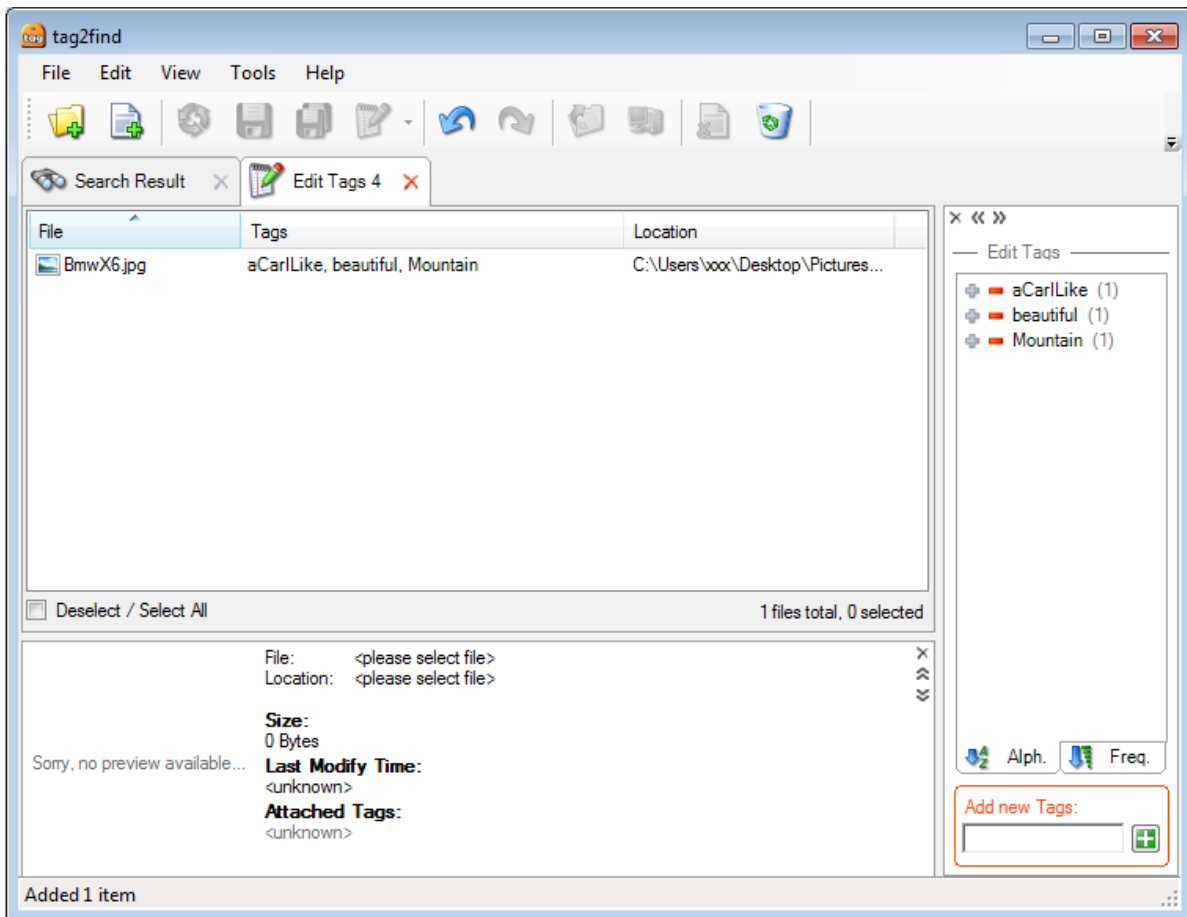 tag2find
File Edit View Tools Help
Search Result Edit Tags 4
File Tags Location
BmwX6.jpg aCarILike, beautiful, Mountain C:\Users\xxx\Desktop\Pictures...
Deselect / Select All 1 files total, 0 selected
Edit Tags
aCarILike (1)
beautiful (1)
Mountain (1)
Alph. Freq.
Add new Tags:
File: <please select file>
Location: <please select file>
Size:
0 Bytes
Sorry, no preview available...
Last Modify Time:
<unknown>
Attached Tags:
<unknown>
Added 1 item